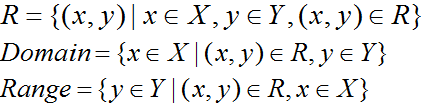 R = {(x, y) | x ∈ X, y ∈ Y, (x, y) ∈ R}
Domain = {x ∈ X | (x, y) ∈ R, y ∈ Y}
Range = {y ∈ Y | (x, y) ∈ R, x ∈ X}